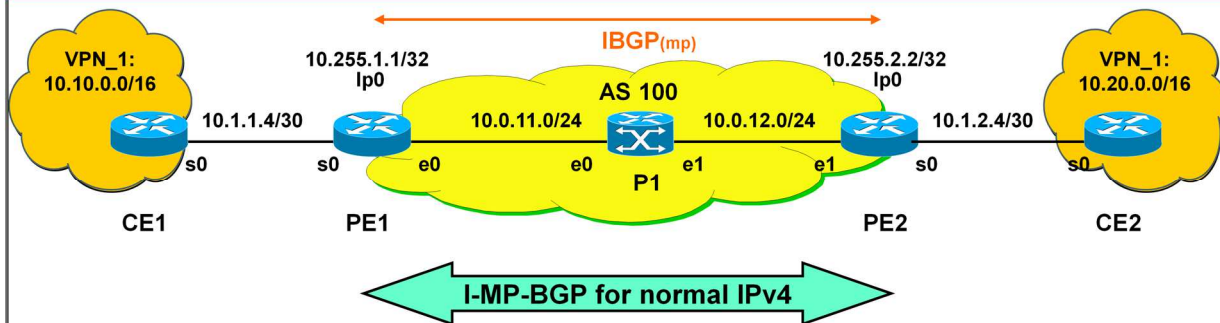 IBGP(mp)
VPN_1:
10.10.0.0/16
10.255.1.1/32
lp0
10.255.2.2/32
lp0
VPN_1:
10.20.0.0/16
AS 100
10.1.1.4/30
10.0.11.0/24
10.0.12.0/24
10.1.2.4/30
s0
s0
e0
e0
e1
e1
s0
s0
P1
CE1
PE1
PE2
CE2
I-MP-BGP for normal IPv4